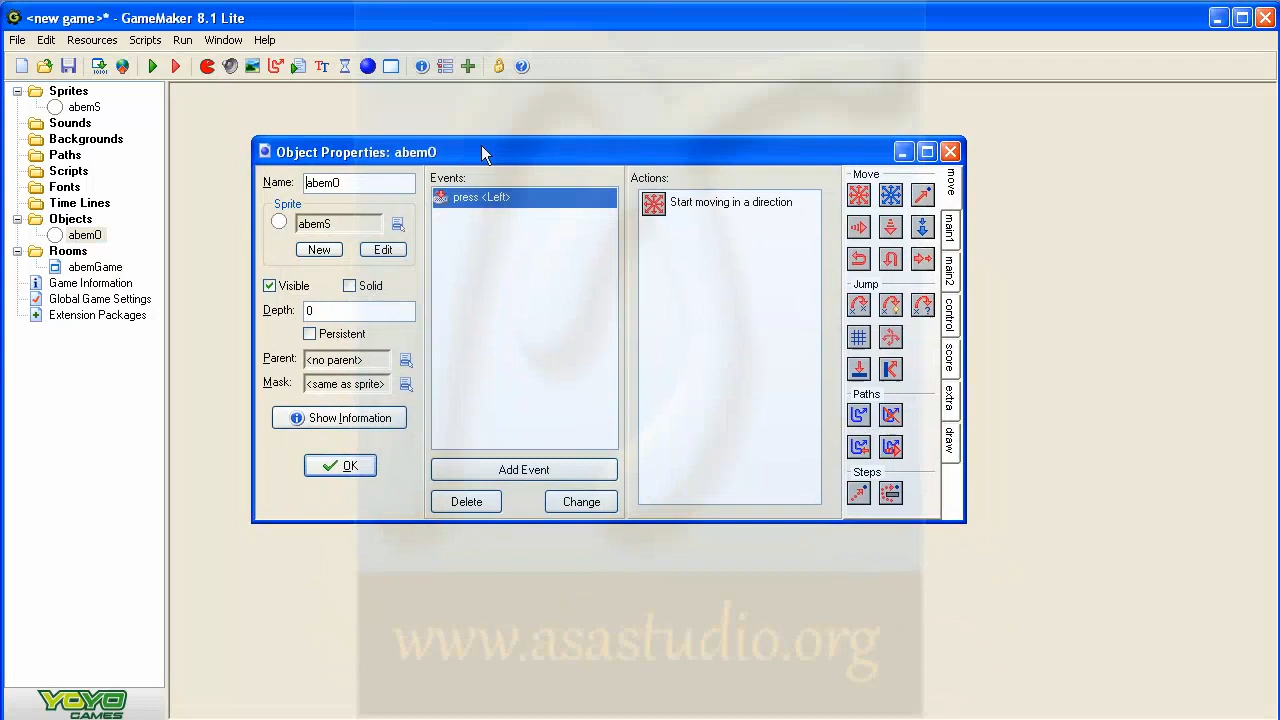 <new game>* - GameMaker 8.1 Lite
File Edit Resources Scripts Run Window Help
Sprites
abemS
Sounds
Backgrounds
Paths
Scripts
Fonts
Time Lines
Objects
abemO
Rooms
abemGame
Game Information
Global Game Settings
Extension Packages
YOYO
GAMES
Object Properties: abemO
Name: abemO
Sprite
abemS
New Edit
Visible Solid
Depth: 0
Persistent
Parent: <no parent>
Mask: <same as sprite>
Show Information
OK
Events:
press <Left>
Add Event
Delete Change
Actions:
Start moving in a direction
Move
Jump
Paths
Steps
move
main1
main2
control
score
extra
draw
www.asastudio.org